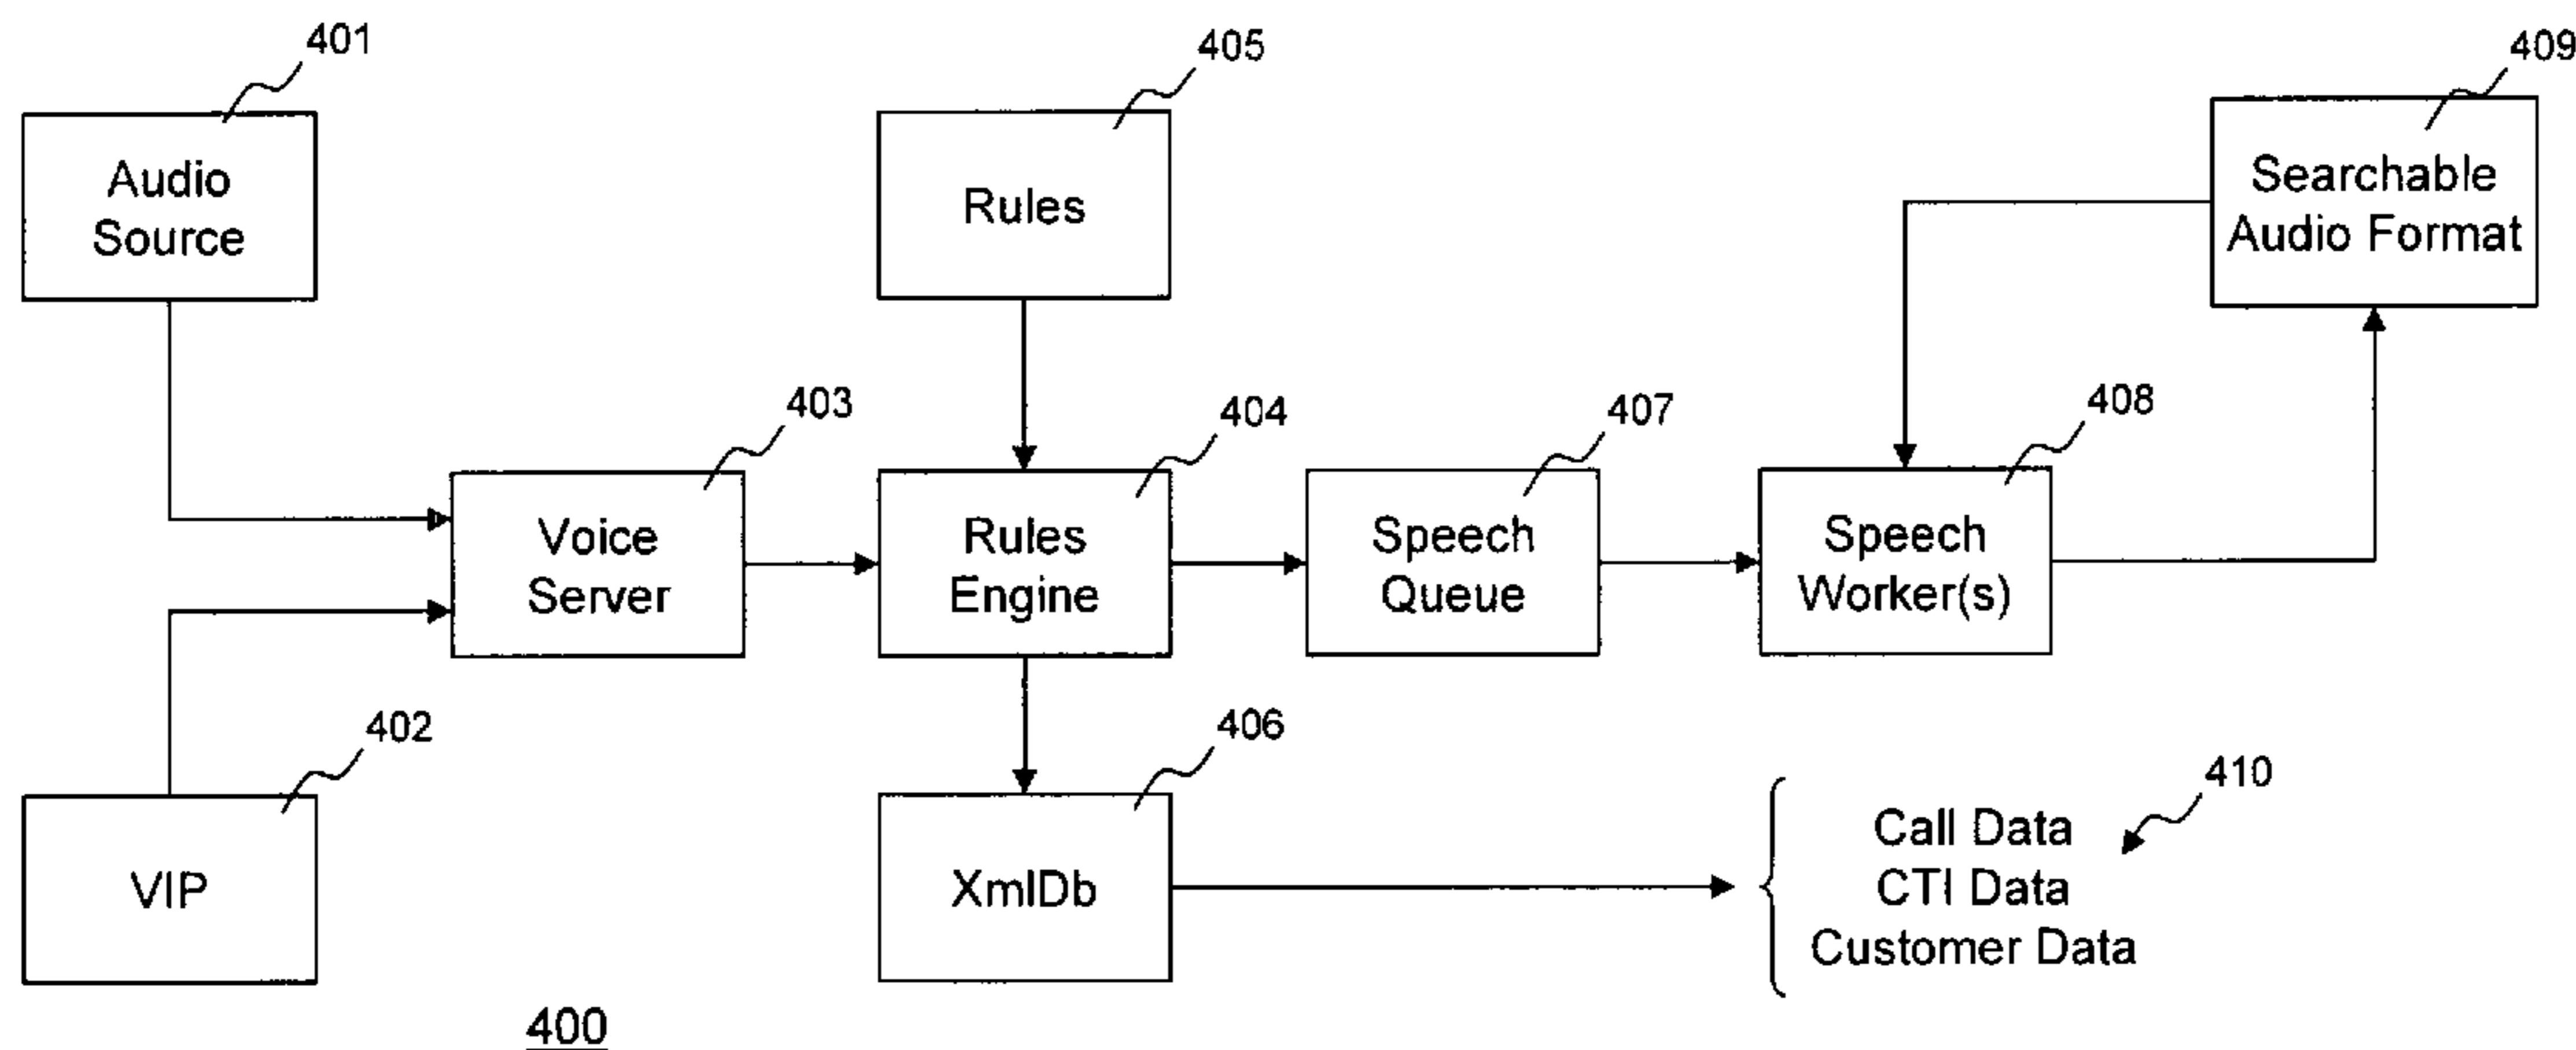 401
405
409
Audio
Source
Rules
Searchable
Audio Format
403
404
407
408
Voice
Server
Rules
Engine
Speech
Queue
Speech
Worker(s)
402
406
410
VIP
XmlDb
Call Data
CTI Data
Customer Data
400